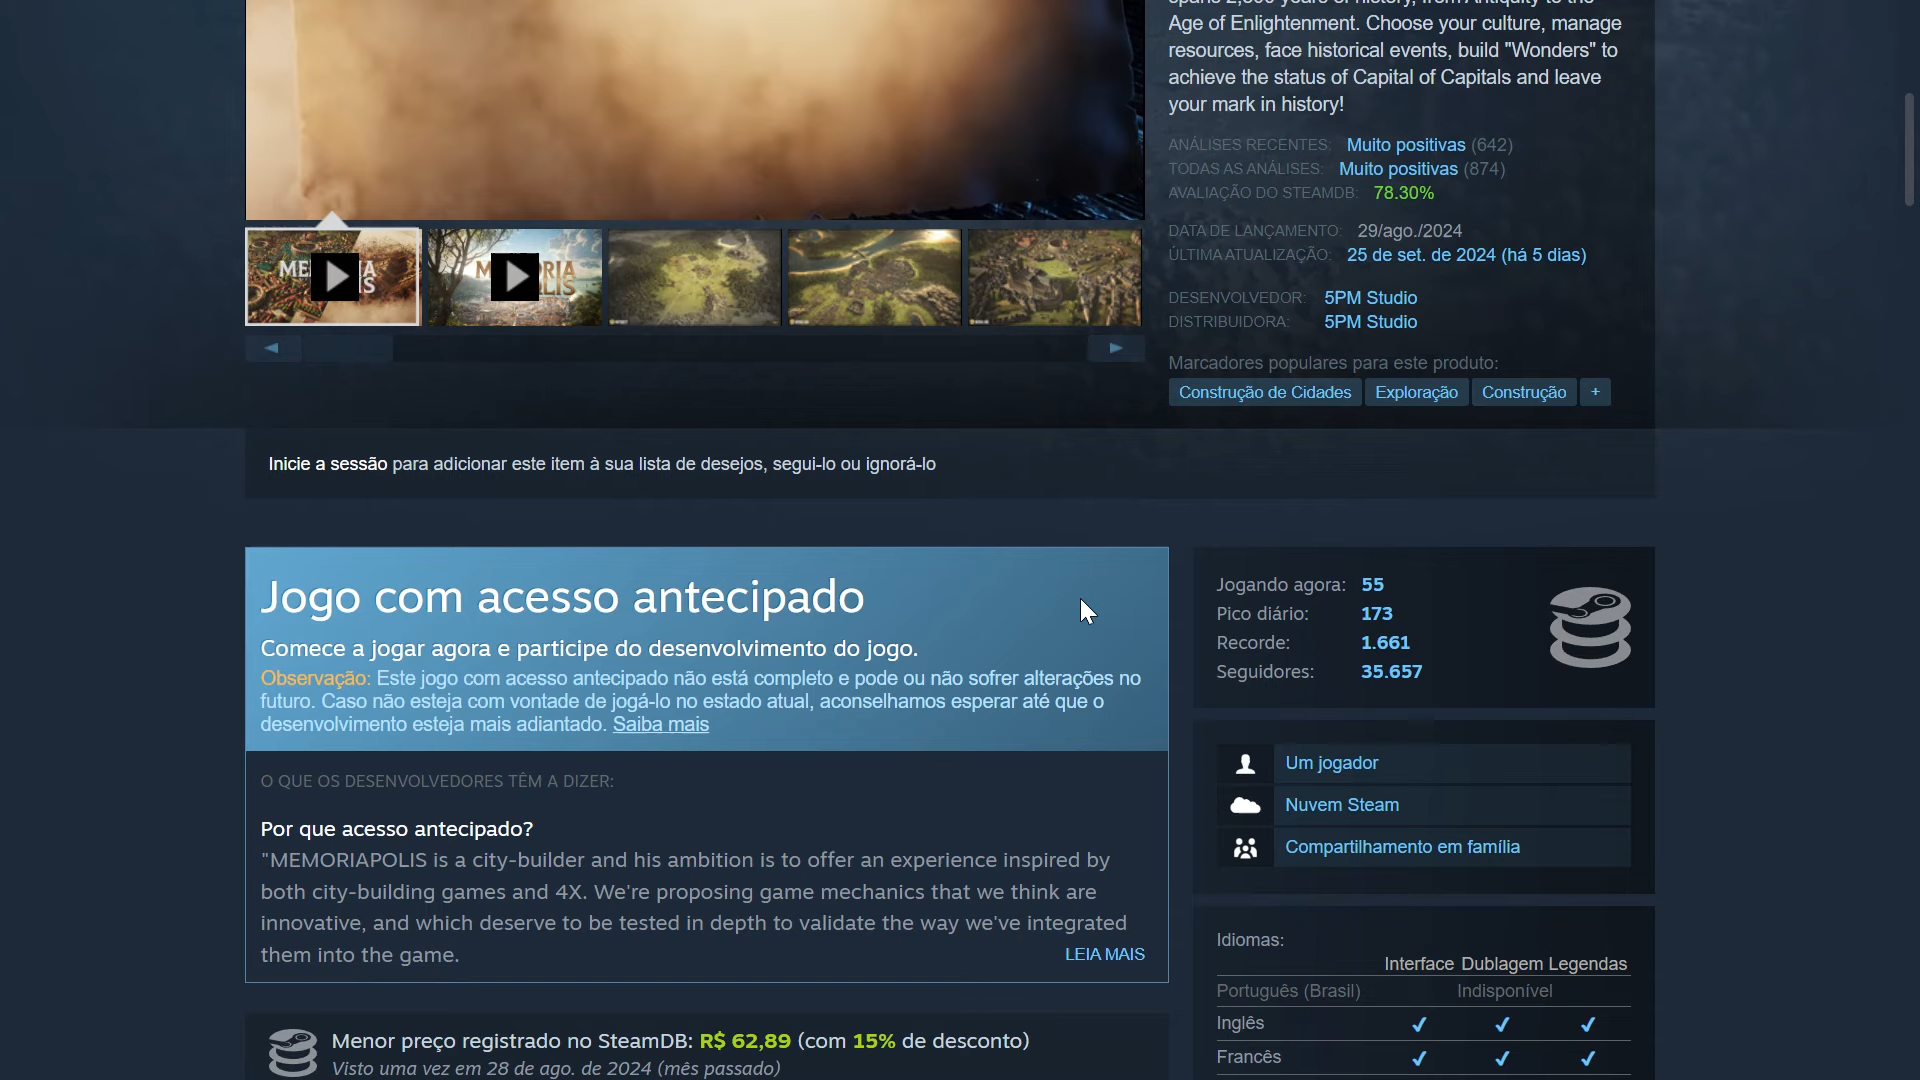 Age of Enlightenment. Choose your culture, manage
resources, face historical events, build "Wonders" to
achieve the status of Capital of Capitals and leave
your mark in history!
ANÁLISES RECENTES: Muito positivas (642)
TODAS AS ANÁLISES: Muito positivas (874)
AVALIAÇÃO DO STEAMDB: 78.30%
DATA DE LANÇAMENTO: 29/ago./2024
ÚLTIMA ATUALIZAÇÃO: 25 de set. de 2024 (há 5 dias)
DESENVOLVEDOR: 5PM Studio
DISTRIBUIDORA: 5PM Studio
Marcadores populares para este produto:
Construção de Cidades Exploração Construção +
Inicie a sessão para adicionar este item à sua lista de desejos, segui-lo ou ignorá-lo
Jogo com acesso antecipado
Comece a jogar agora e participe do desenvolvimento do jogo.
Observação: Este jogo com acesso antecipado não está completo e pode ou não sofrer alterações no
futuro. Caso não esteja com vontade de jogá-lo no estado atual, aconselhamos esperar até que o
desenvolvimento esteja mais adiantado. Saiba mais
O QUE OS DESENVOLVEDORES TÊM A DIZER:
Por que acesso antecipado?
"MEMORIAPOLIS is a city-builder and his ambition is to offer an experience inspired by
both city-building games and 4X. We're proposing game mechanics that we think are
innovative, and which deserve to be tested in depth to validate the way we've integrated
them into the game.
LEIA MAIS
Menor preço registrado no SteamDB: R$ 62,89 (com 15% de desconto)
Visto uma vez em 28 de ago. de 2024 (mês passado)
Jogando agora: 55
Pico diário: 173
Recorde: 1.661
Seguidores: 35.657
Um jogador
Nuvem Steam
Compartilhamento em família
Idiomas:
Interface Dublagem Legendas
Português (Brasil) Indisponível
Inglês ✔ ✔ ✔
Francês ✔ ✔ ✔